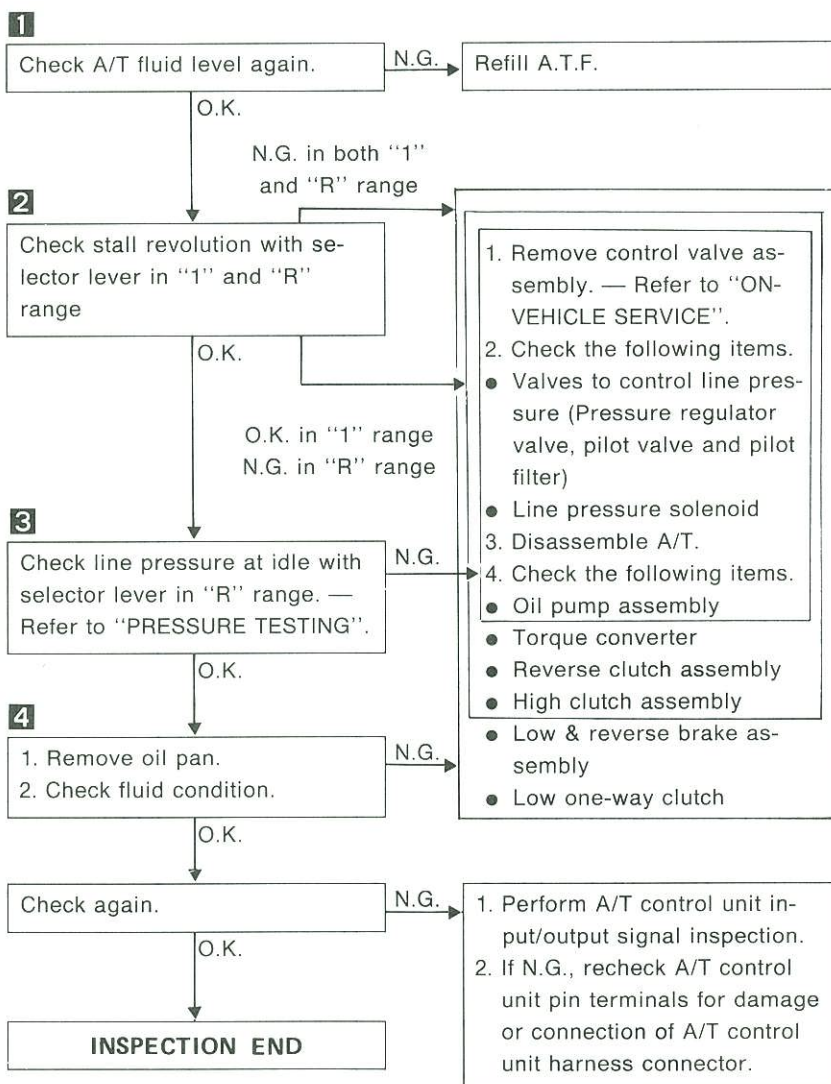 1
Check A/T fluid level again.
N.G.
Refill A.T.F.
O.K.
N.G. in both “1”
and “R” range
2
Check stall revolution with se-
lector lever in “1” and “R”
range
O.K.
O.K. in “1” range
N.G. in “R” range
1. Remove control valve as-
sembly. — Refer to “ON-
VEHICLE SERVICE”.
2. Check the following items.
● Valves to control line pres-
sure (Pressure regulator
valve, pilot valve and pilot
filter)
● Line pressure solenoid
3. Disassemble A/T.
4. Check the following items.
● Oil pump assembly
● Torque converter
● Reverse clutch assembly
● High clutch assembly
● Low & reverse brake as-
sembly
● Low one-way clutch
3
Check line pressure at idle with
selector lever in “R” range. —
Refer to “PRESSURE TESTING”.
N.G.
O.K.
4
1. Remove oil pan.
2. Check fluid condition.
N.G.
O.K.
Check again.
N.G.
1. Perform A/T control unit in-
put/output signal inspection.
2. If N.G., recheck A/T control
unit pin terminals for damage
or connection of A/T control
unit harness connector.
O.K.
INSPECTION END